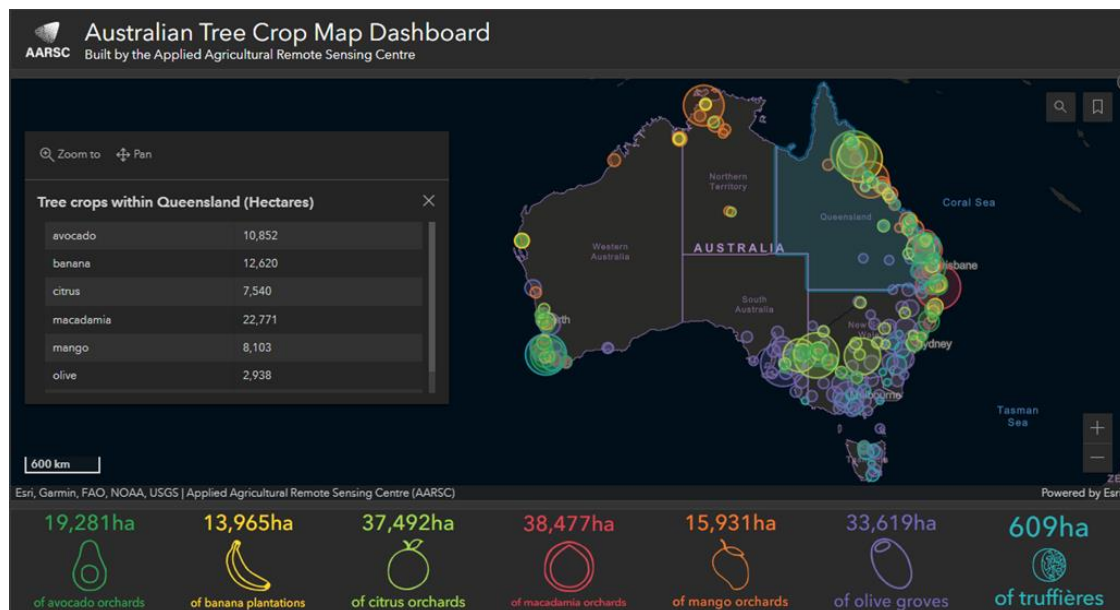 AARSC
Australian Tree Crop Map Dashboard
Built by the Applied Agricultural Remote Sensing Centre
Zoom to
Pan
Tree crops within Queensland (Hectares)
avocado 10,852
banana 12,620
citrus 7,540
macadamia 22,771
mango 8,103
olive 2,938
Northern
Territory
Queensland
Coral Sea
Western
Australia
AUSTRALIA
South
Australia
Tasman
Sea
600 km
Esri, Garmin, FAO, NOAA, USGS | Applied Agricultural Remote Sensing Centre (AARSC)
Powered by Esri
19,281ha
of avocado orchards
13,965ha
of banana plantations
37,492ha
of citrus orchards
38,477ha
of macadamia orchards
15,931ha
of mango orchards
33,619ha
of olive groves
609ha
of truffières